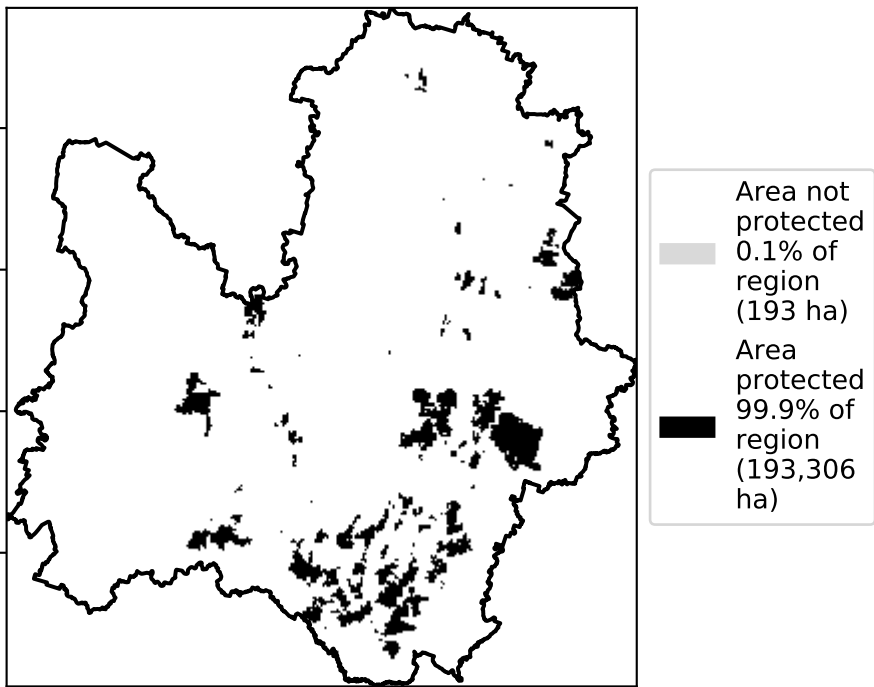 Area not
protected
0.1% of
region
(193 ha)
Area
protected
99.9% of
region
(193,306
ha)